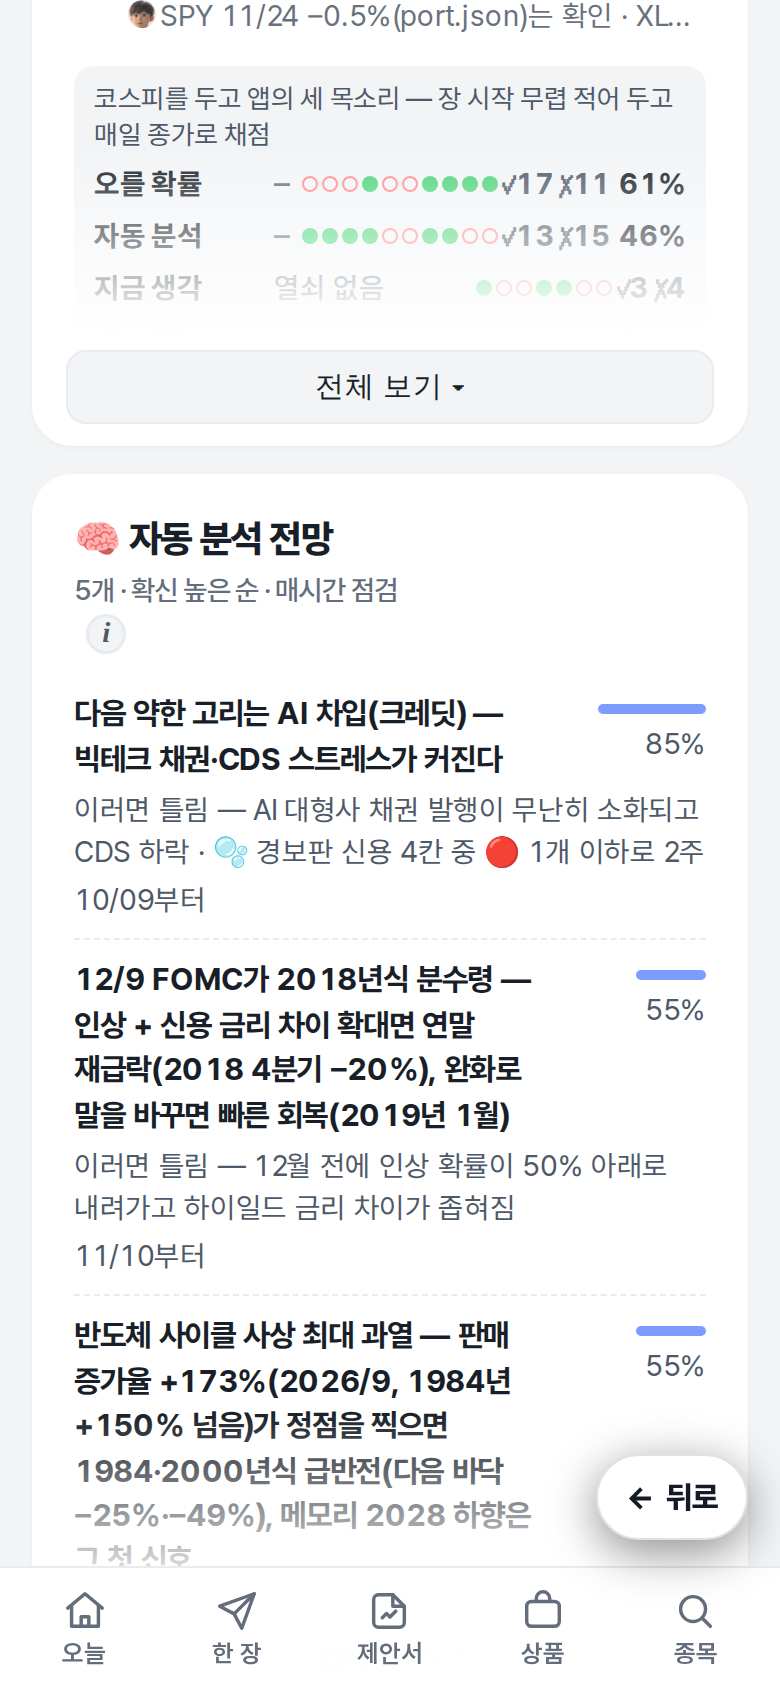 SPY 11/24 −0.5%(port.json)는 확인 · XL...
코스피를 두고 앱의 세 목소리 — 장 시작 무렵 적어 두고
매일 종가로 채점
오를 확률 – ✓17 ✗11 61%
자동 분석 – ✓13 ✗15 46%
지금 생각 열쇠 없음 ✓3 ✗4
전체 보기
🧠 자동 분석 전망
5개 · 확신 높은 순 · 매시간 점검
i
다음 약한 고리는 AI 차입(크레딧) —
빅테크 채권·CDS 스트레스가 커진다
85%
이러면 틀림 — AI 대형사 채권 발행이 무난히 소화되고
CDS 하락 · 🫧 경보판 신용 4칸 중 🔴 1개 이하로 2주
10/09부터
12/9 FOMC가 2018년식 분수령 —
인상 + 신용 금리 차이 확대면 연말
재급락(2018 4분기 −20%), 완화로
말을 바꾸면 빠른 회복(2019년 1월)
55%
이러면 틀림 — 12월 전에 인상 확률이 50% 아래로
내려가고 하이일드 금리 차이가 좁혀짐
11/10부터
반도체 사이클 사상 최대 과열 — 판매
증가율 +173%(2026/9, 1984년
+150% 넘음)가 정점을 찍으면
1984·2000년식 급반전(다음 바닥
−25%·−49%), 메모리 2028 하향은
그 첫 신호
55%
← 뒤로
오늘
한 장
제안서
상품
종목